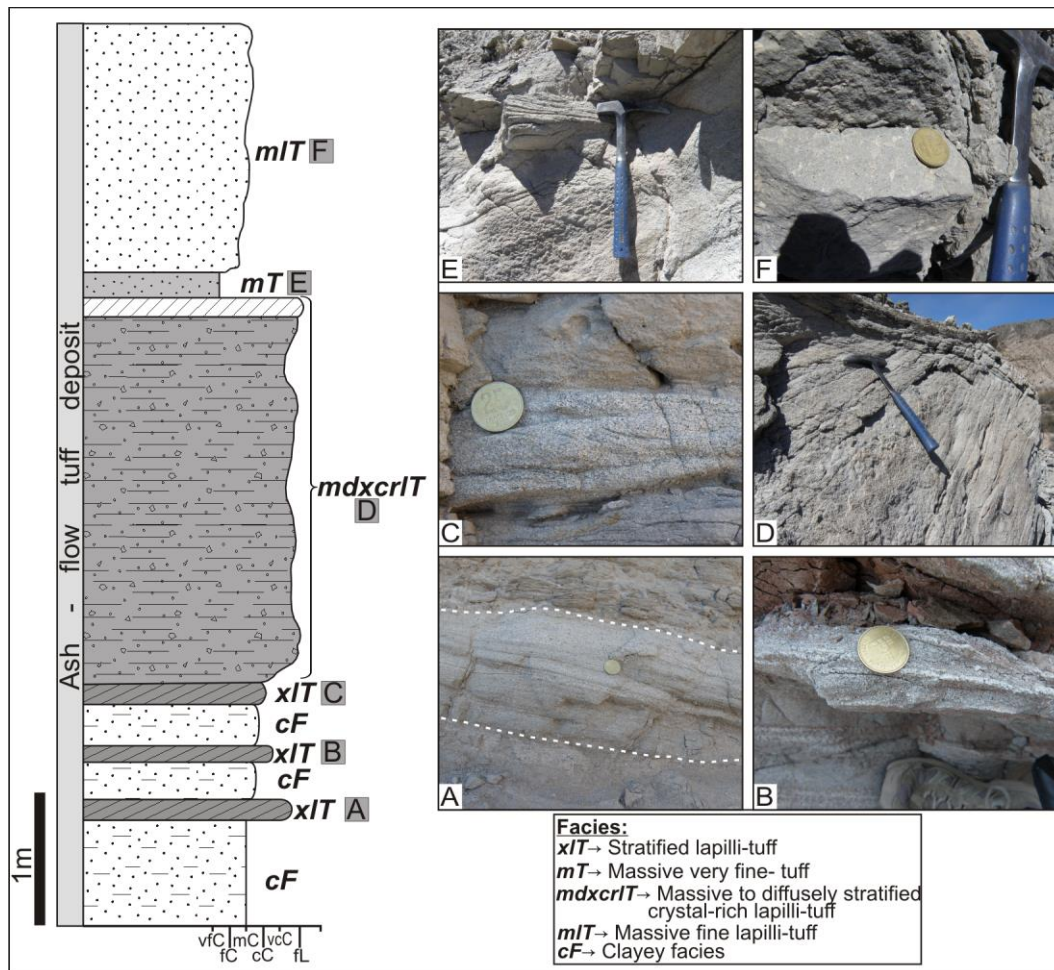 Ash - flow tuff deposit
mlT F
mT E
mdxcrlT
D
xlT C
cF
xlT B
cF
xlT A
cF
1m
vfC mC vcC
fC cC fL
E
F
C
25
D
A
B
Facies:
xlT→ Stratified lapilli-tuff
mT→ Massive very fine- tuff
mdxcrlT→ Massive to diffusely stratified
crystal-rich lapilli-tuff
mlT→ Massive fine lapilli-tuff
cF→ Clayey facies